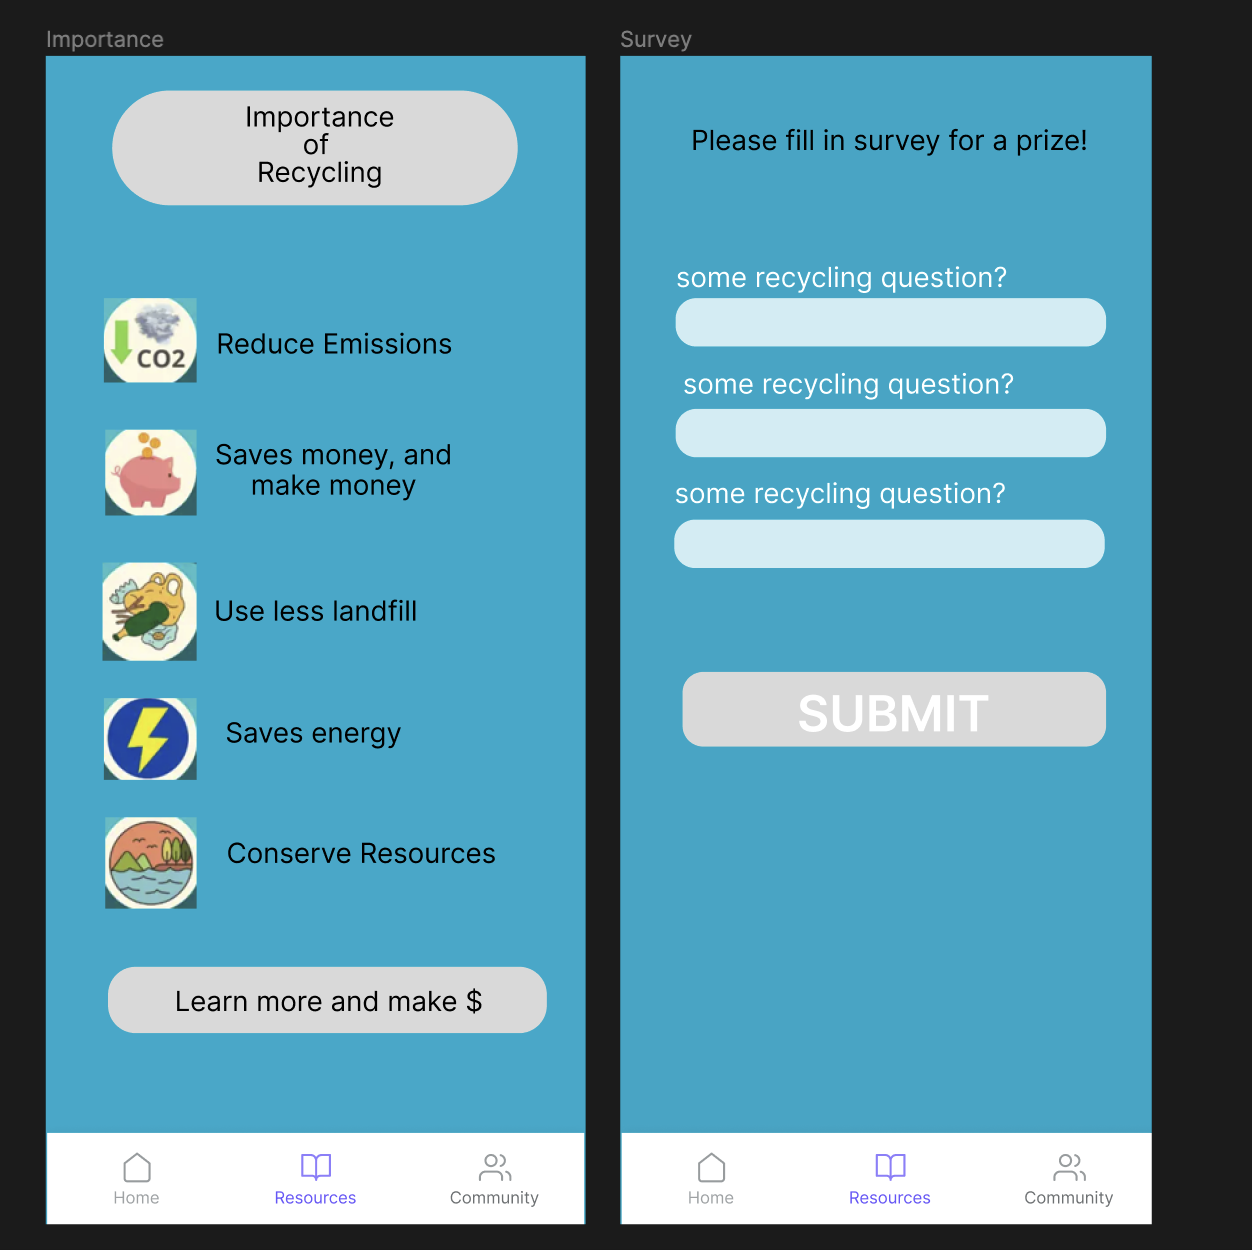 Importance
Importance
of
Recycling
CO2
Reduce Emissions
Saves money, and
make money
Use less landfill
Saves energy
Conserve Resources
Learn more and make $
Home
Resources
Community
Survey
Please fill in survey for a prize!
some recycling question?
some recycling question?
some recycling question?
SUBMIT
Home
Resources
Community